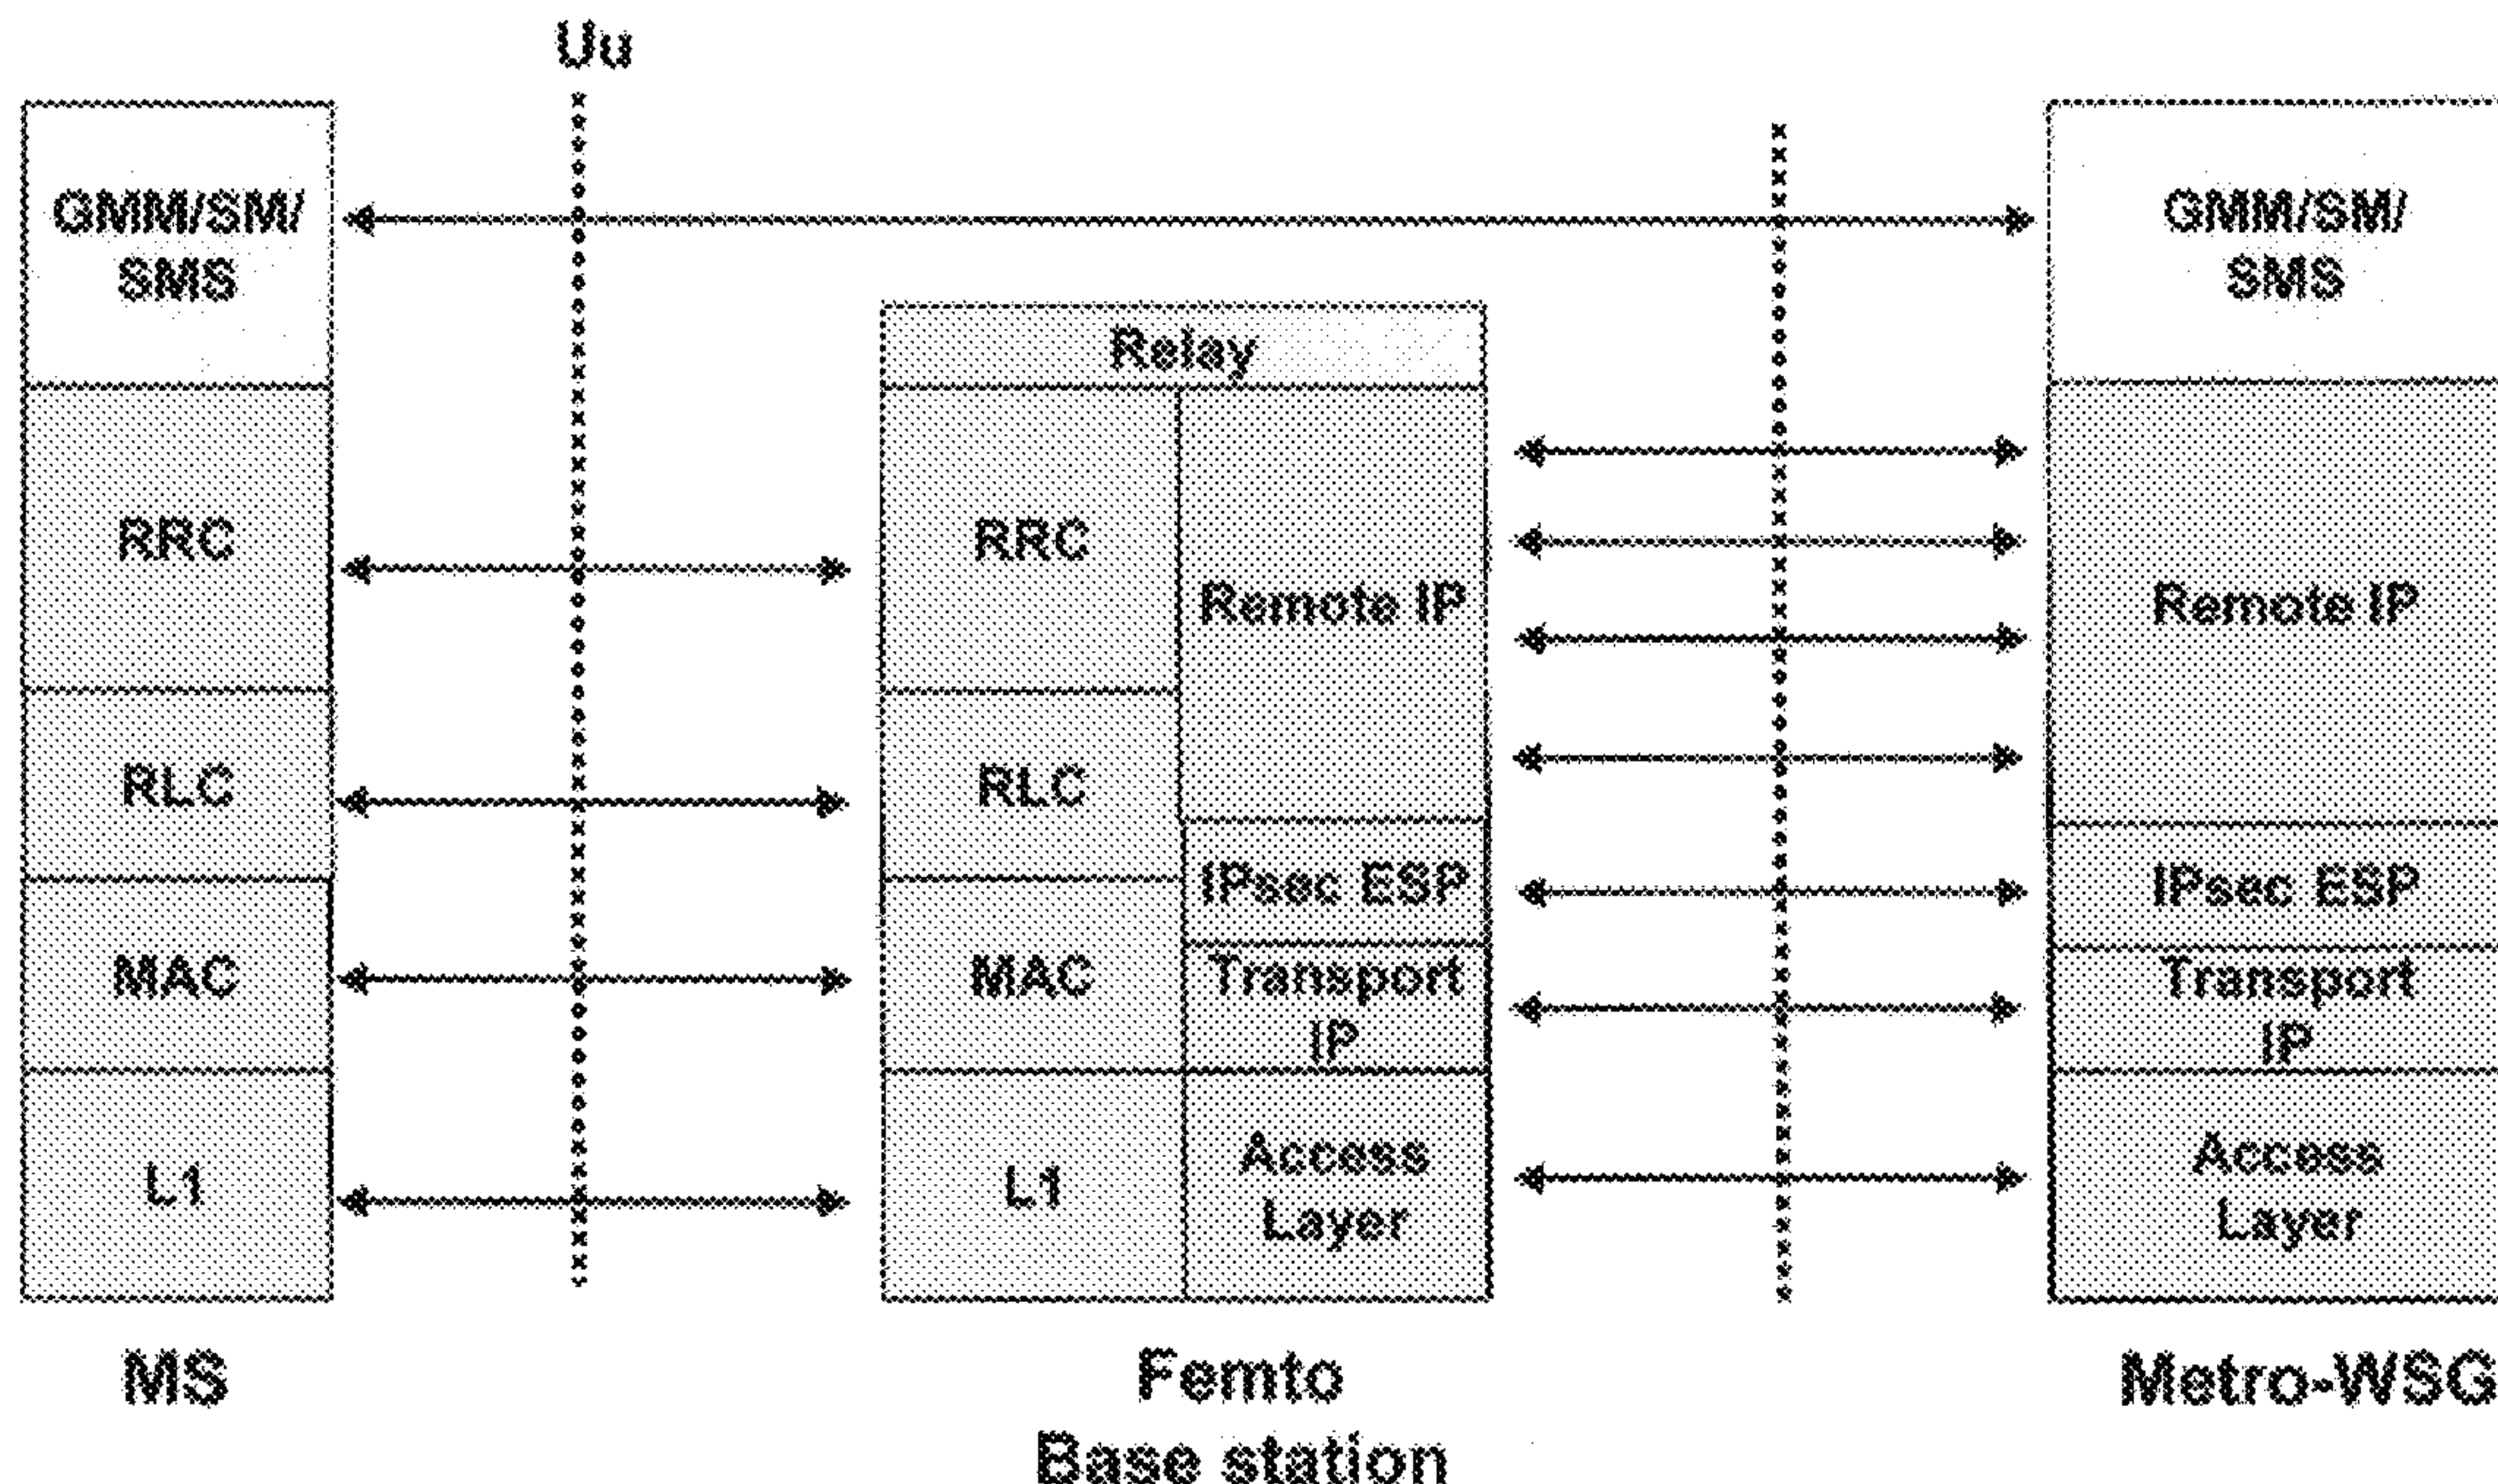 Uu
GMM/SM/
SMS
RRC
RLC
MAC
L1
MS
Relay
RRC
RLC
MAC
L1
Remote IP
IPsec ESP
Transport
IP
Access
Layer
Femto
Base station
GMM/SM/
SMS
Remote IP
IPsec ESP
Transport
IP
Access
Layer
Metro-WSG